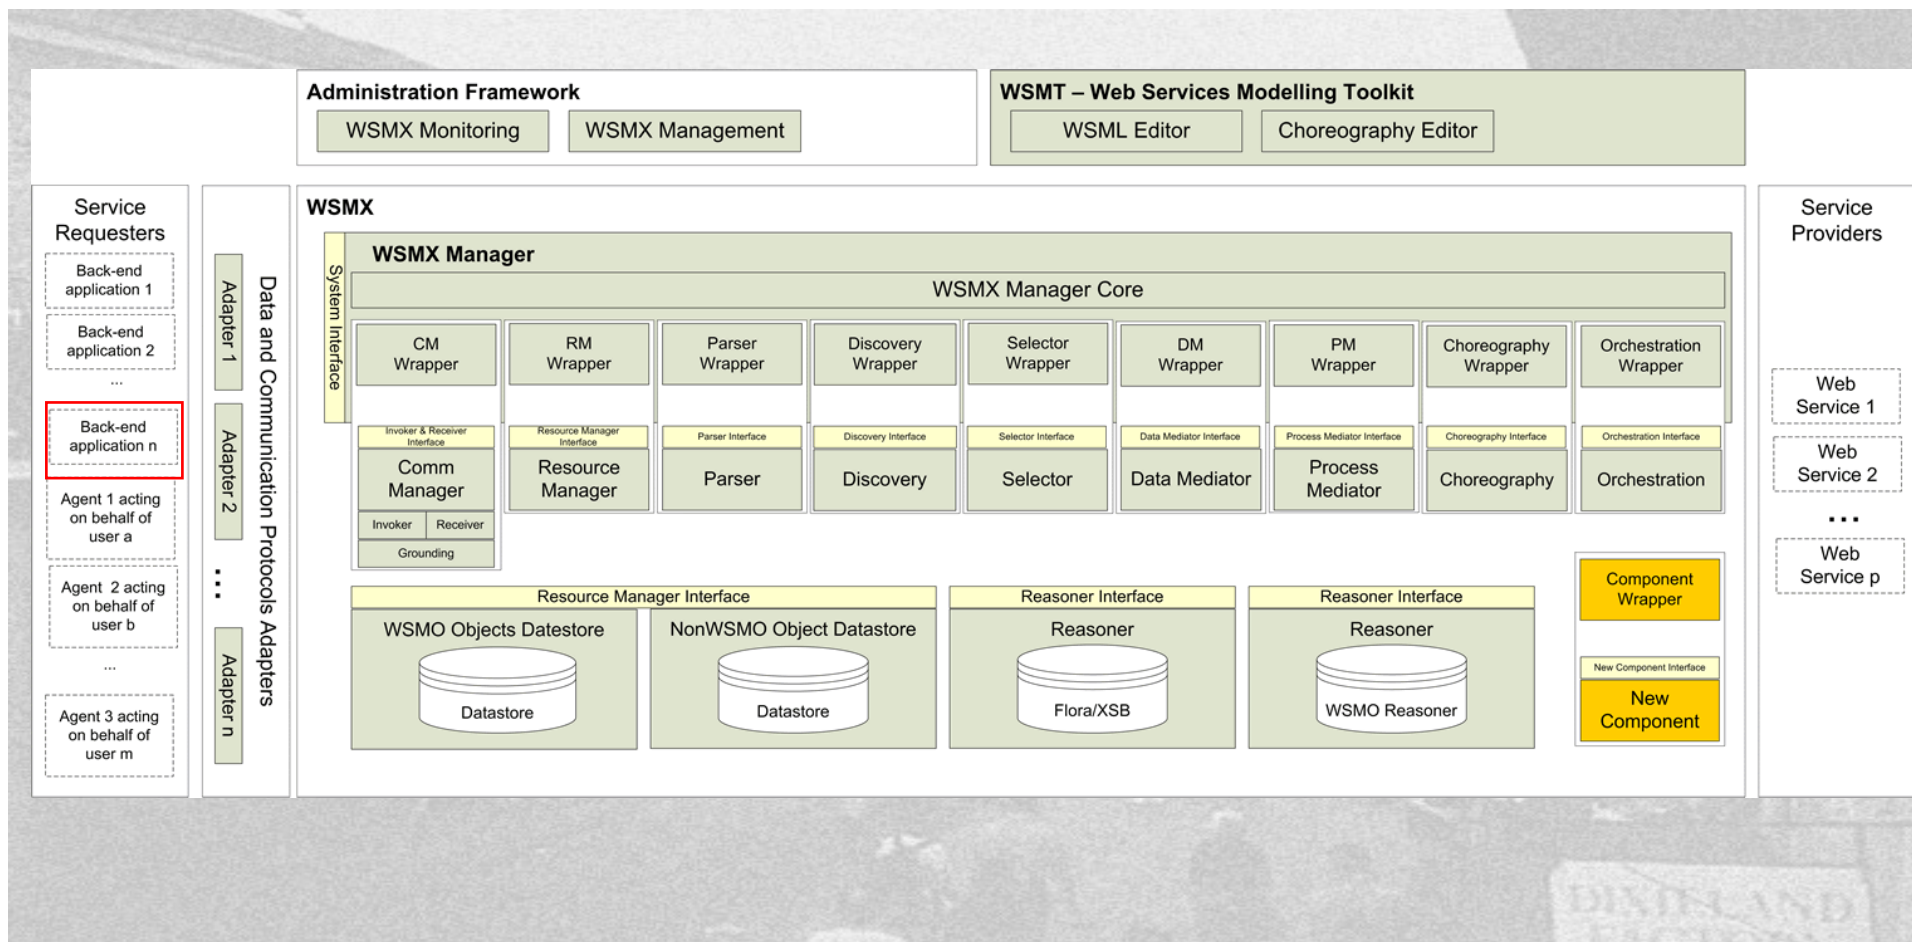 Administration Framework
WSMX Monitoring
WSMX Management
WSMT – Web Services Modelling Toolkit
WSML Editor
Choreography Editor
Service
Requesters
Back-end
application 1
Back-end
application 2
...
Back-end
application n
Agent 1 acting
on behalf of
user a
Agent 2 acting
on behalf of
user b
...
Agent 3 acting
on behalf of
user m
Adapter 1
Adapter 2
...
Adapter n
Data and Communication Protocols Adapters
WSMX
System Interface
WSMX Manager
WSMX Manager Core
CM
Wrapper
RM
Wrapper
Parser
Wrapper
Discovery
Wrapper
Selector
Wrapper
DM
Wrapper
PM
Wrapper
Choreography
Wrapper
Orchestration
Wrapper
Invoker & Receiver
Interface
Resource Manager
Interface
Parser Interface
Discovery Interface
Selector Interface
Data Mediator Interface
Process Mediator Interface
Choreography Interface
Orchestration Interface
Comm
Manager
Resource
Manager
Parser
Discovery
Selector
Data Mediator
Process
Mediator
Choreography
Orchestration
Invoker
Receiver
Grounding
Resource Manager Interface
WSMO Objects Datestore
Datastore
NonWSMO Object Datastore
Datastore
Reasoner Interface
Reasoner
Flora/XSB
Reasoner Interface
Reasoner
WSMO Reasoner
Component
Wrapper
New Component Interface
New
Component
Service
Providers
Web
Service 1
Web
Service 2
...
Web
Service p
DIXIELAND